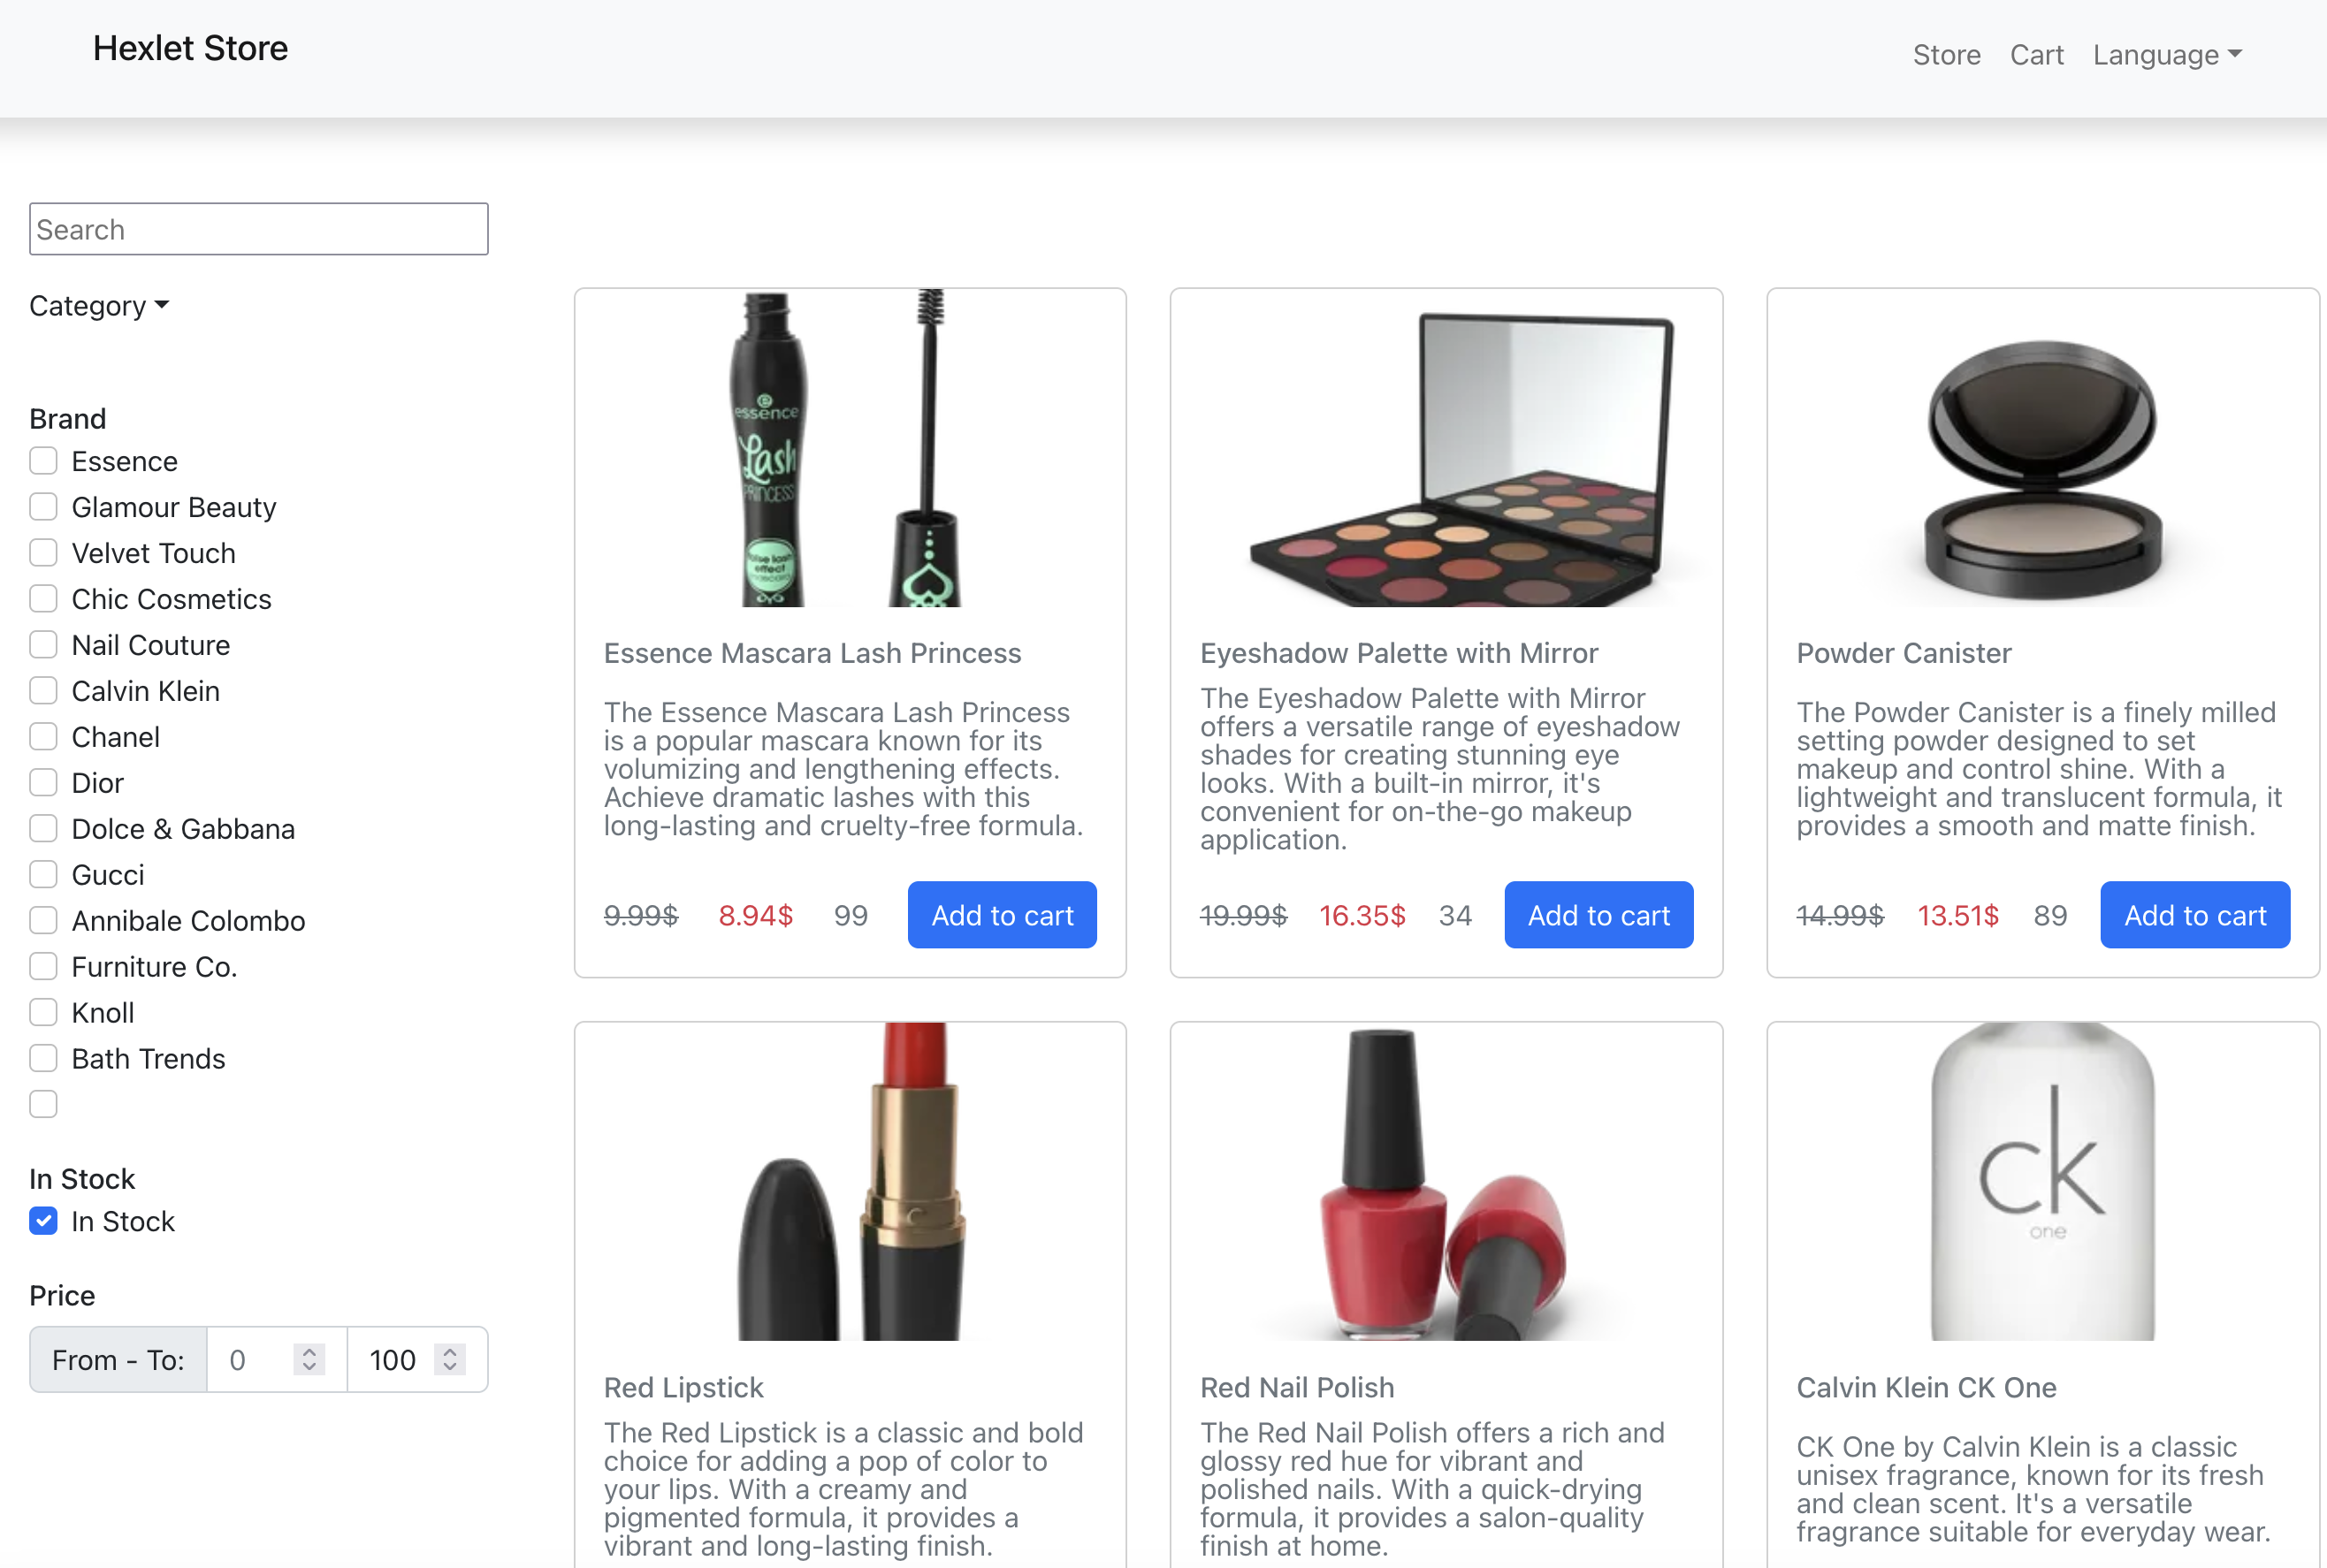 Hexlet Store
Store
Cart
Language
Search
Category
Brand
Essence
Glamour Beauty
Velvet Touch
Chic Cosmetics
Nail Couture
Calvin Klein
Chanel
Dior
Dolce & Gabbana
Gucci
Annibale Colombo
Furniture Co.
Knoll
Bath Trends
In Stock
In Stock
Price
From - To:
0
100
essence
Lash
PRINCESS
false lash
effect
mascara
Essence Mascara Lash Princess
The Essence Mascara Lash Princess
is a popular mascara known for its
volumizing and lengthening effects.
Achieve dramatic lashes with this
long-lasting and cruelty-free formula.
9.99$ 8.94$ 99 Add to cart
Eyeshadow Palette with Mirror
The Eyeshadow Palette with Mirror
offers a versatile range of eyeshadow
shades for creating stunning eye
looks. With a built-in mirror, it's
convenient for on-the-go makeup
application.
19.99$ 16.35$ 34 Add to cart
Powder Canister
The Powder Canister is a finely milled
setting powder designed to set
makeup and control shine. With a
lightweight and translucent formula, it
provides a smooth and matte finish.
14.99$ 13.51$ 89 Add to cart
Red Lipstick
The Red Lipstick is a classic and bold
choice for adding a pop of color to
your lips. With a creamy and
pigmented formula, it provides a
vibrant and long-lasting finish.
Red Nail Polish
The Red Nail Polish offers a rich and
glossy red hue for vibrant and
polished nails. With a quick-drying
formula, it provides a salon-quality
finish at home.
ck
one
Calvin Klein CK One
CK One by Calvin Klein is a classic
unisex fragrance, known for its fresh
and clean scent. It's a versatile
fragrance suitable for everyday wear.